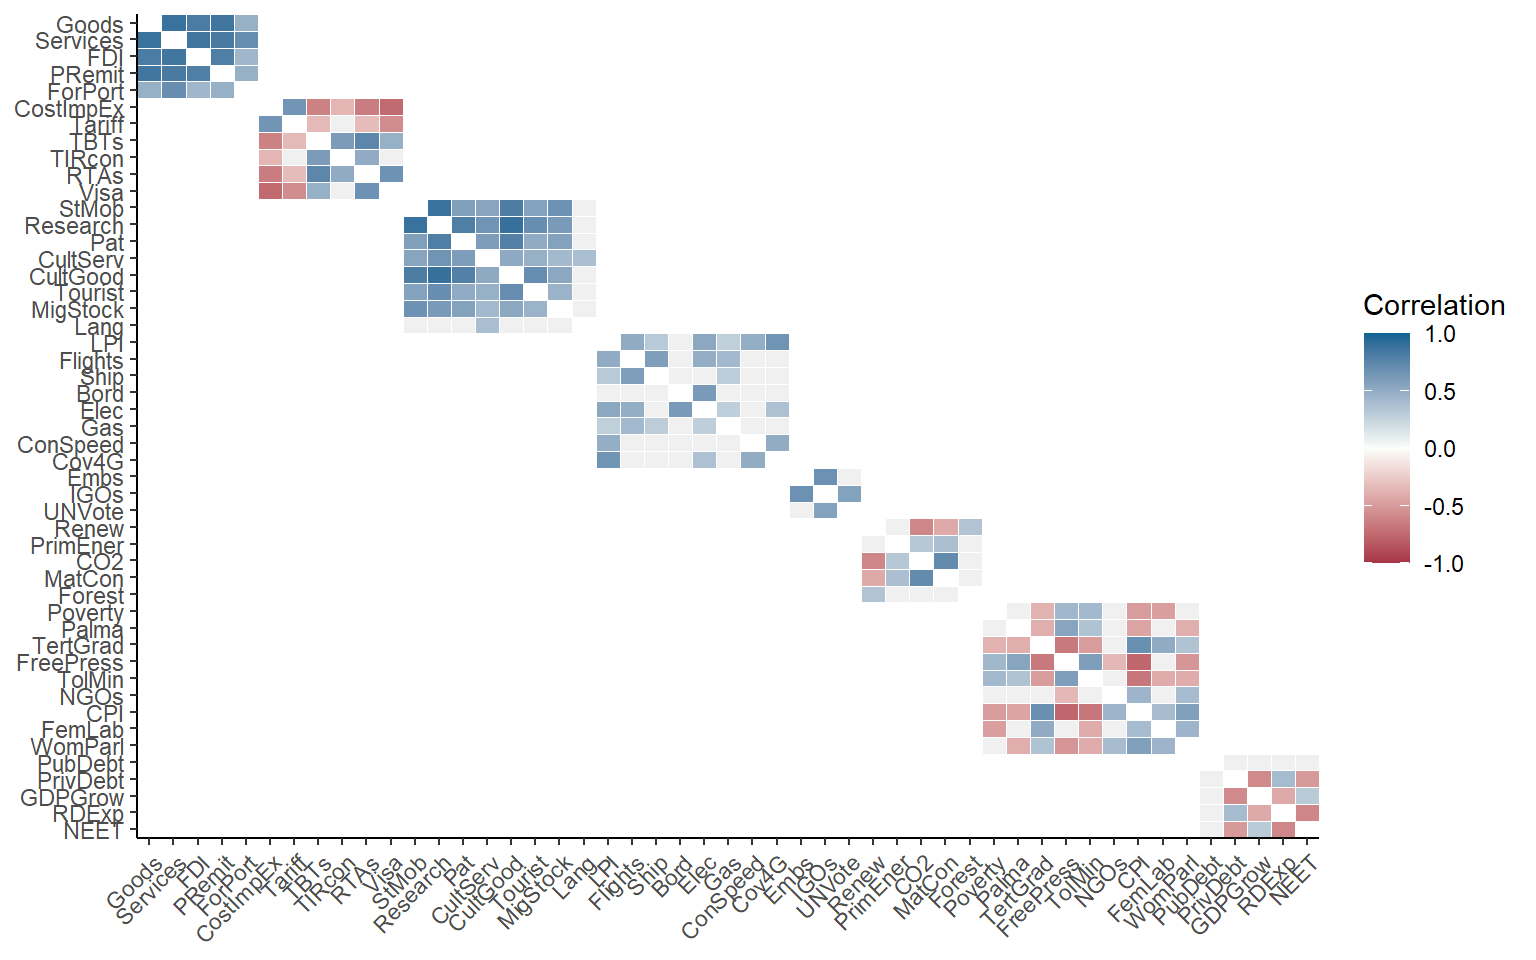 Goods
Services
FDI
PRemit
ForPort
CostImpEx
Tariff
TBTs
TIRcon
RTAs
Visa
StMob
Research
Pat
CultServ
CultGood
Tourist
MigStock
Lang
LPI
Flights
Ship
Bord
Elec
Gas
ConSpeed
Cov4G
Embs
IGOs
UNVote
Renew
PrimEner
CO2
MatCon
Forest
Poverty
Palma
TertGrad
FreePress
TolMin
NGOs
CPI
FemLab
WomParl
PubDebt
PrivDebt
GDPGrow
RDExp
NEET
Goods
Services
FDI
PRemit
ForPort
CostImpEx
Tariff
TBTs
TIRcon
RTAs
Visa
StMob
Research
Pat
CultServ
CultGood
Tourist
MigStock
Lang
LPI
Flights
Ship
Bord
Elec
Gas
ConSpeed
Cov4G
Embs
IGOs
UNVote
Renew
PrimEner
CO2
MatCon
Forest
Poverty
Palma
TertGrad
FreePress
TolMin
NGOs
CPI
FemLab
WomParl
PubDebt
PrivDebt
GDPGrow
RDExp
NEET
Correlation
1.0
0.5
0.0
-0.5
-1.0